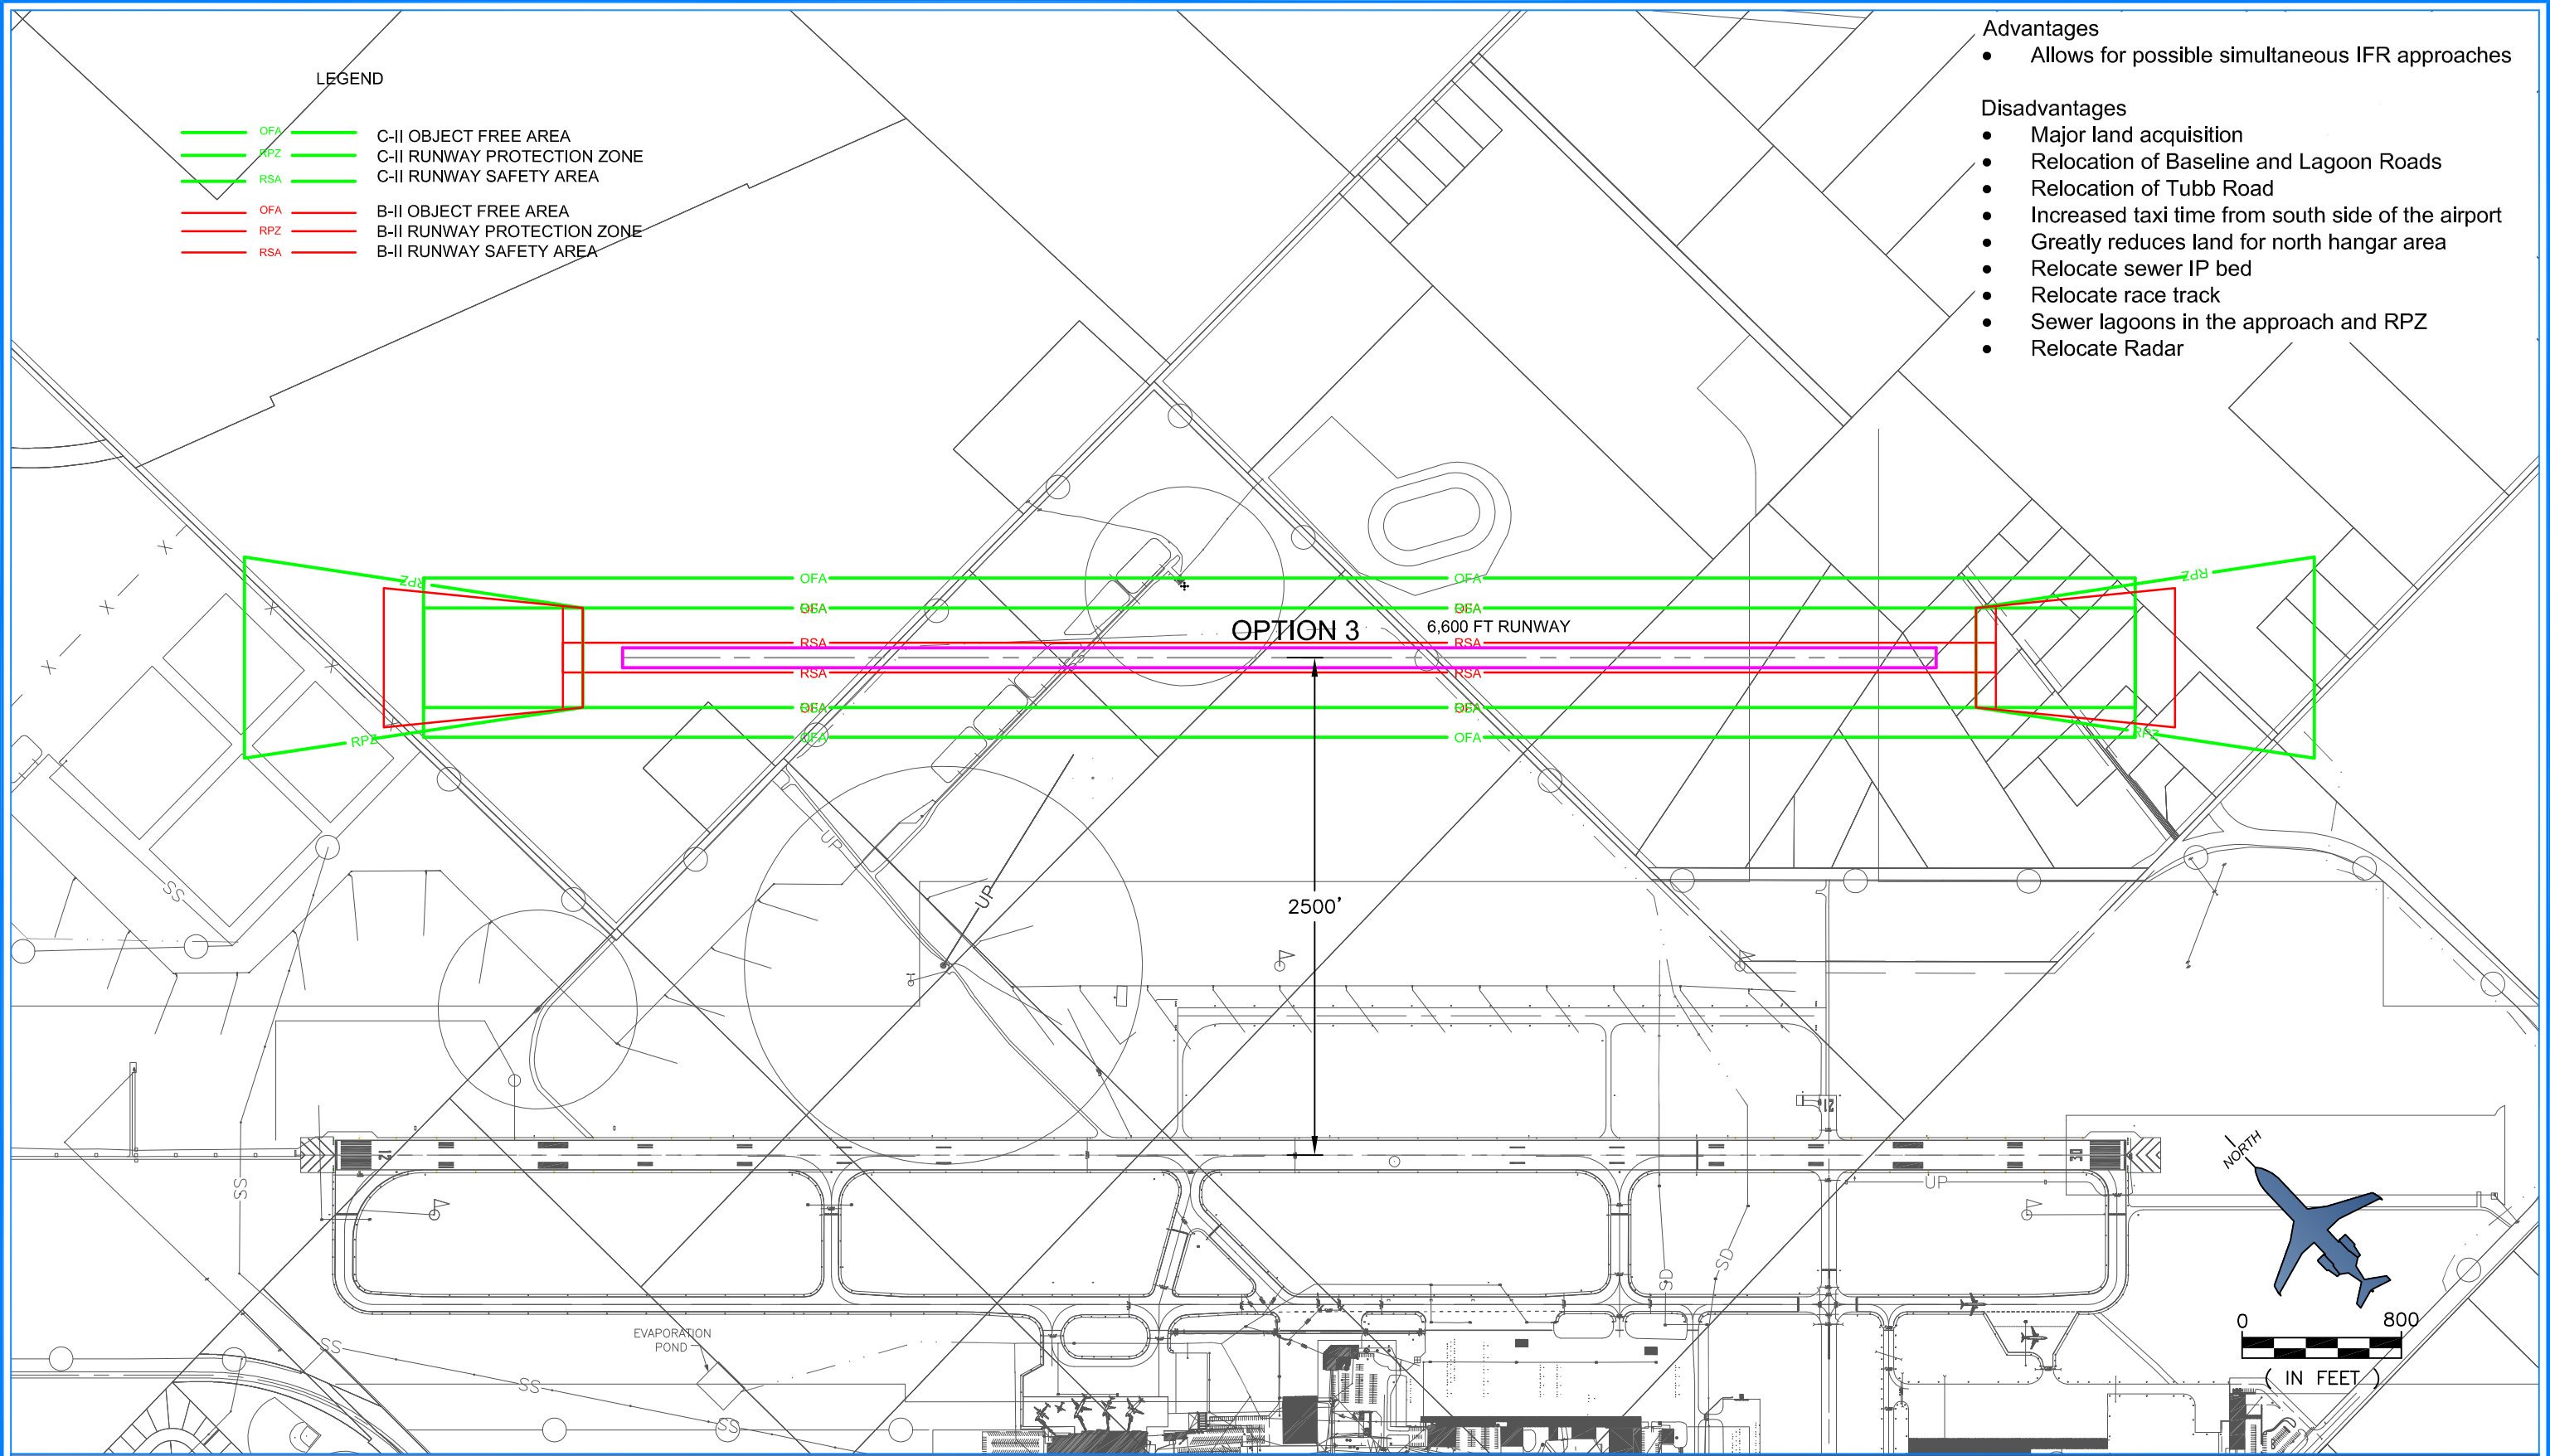 LEGEND
OFA C-II OBJECT FREE AREA
RPZ C-II RUNWAY PROTECTION ZONE
RSA C-II RUNWAY SAFETY AREA
OFA B-II OBJECT FREE AREA
RPZ B-II RUNWAY PROTECTION ZONE
RSA B-II RUNWAY SAFETY AREA
Advantages
• Allows for possible simultaneous IFR approaches
Disadvantages
• Major land acquisition
• Relocation of Baseline and Lagoon Roads
• Relocation of Tubb Road
• Increased taxi time from south side of the airport
• Greatly reduces land for north hangar area
• Relocate sewer IP bed
• Relocate race track
• Sewer lagoons in the approach and RPZ
• Relocate Radar
RPZ
OFA
OFA
RPZ
OPTION 3
6,600 FT RUNWAY
RSA
RSA
RSA
RSA
RPZ
OFA
OFA
RPZ
SS
UP
SS
UP
2500'
21
12
30
SS
UP
SD
SD
NORTH
EVAPORATION
POND
SS
SS
SS
0 800
( IN FEET )